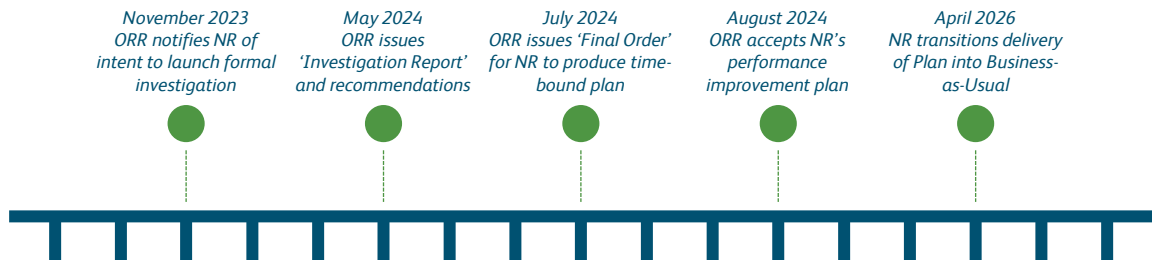 November 2023
ORR notifies NR of
intent to launch formal
investigation
May 2024
ORR issues
‘Investigation Report’
and recommendations
July 2024
ORR issues ‘Final Order’
for NR to produce time-
bound plan
August 2024
ORR accepts NR’s
performance
improvement plan
April 2026
NR transitions delivery
of Plan into Business-
as-Usual